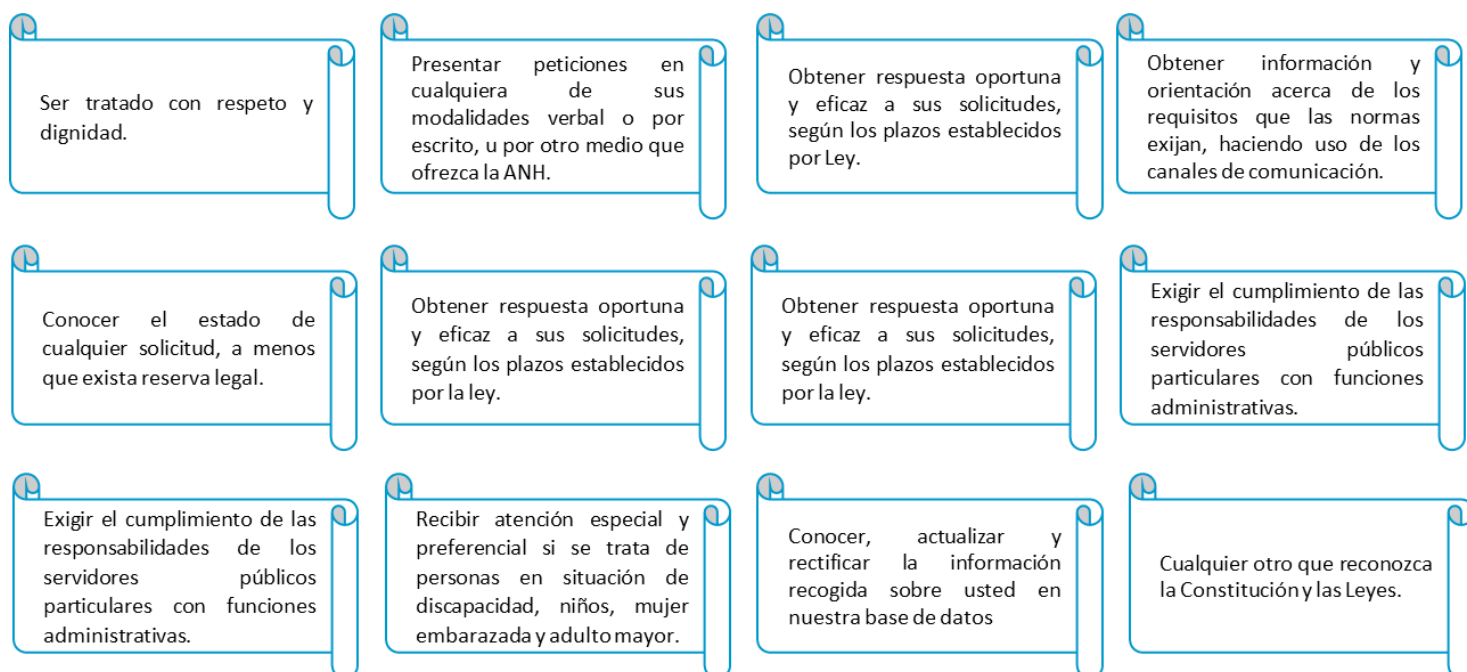 Ser tratado con respeto y
dignidad.
Presentar peticiones en
cualquiera de sus
modalidades verbal o por
escrito, u por otro medio que
ofrezca la ANH.
Obtener respuesta oportuna
y eficaz a sus solicitudes,
según los plazos establecidos
por Ley.
Obtener información y
orientación acerca de los
requisitos que las normas
exijan, haciendo uso de los
canales de comunicación.
Conocer el estado de
cualquier solicitud, a menos
que exista reserva legal.
Obtener respuesta oportuna
y eficaz a sus solicitudes,
según los plazos establecidos
por la ley.
Obtener respuesta oportuna
y eficaz a sus solicitudes,
según los plazos establecidos
por la ley.
Exigir el cumplimiento de las
responsabilidades de los
servidores públicos
particulares con funciones
administrativas.
Exigir el cumplimiento de las
responsabilidades de los
servidores públicos
particulares con funciones
administrativas.
Recibir atención especial y
preferencial si se trata de
personas en situación de
discapacidad, niños, mujer
embarazada y adulto mayor.
Conocer, actualizar y
rectificar la información
recogida sobre usted en
nuestra base de datos
Cualquier otro que reconozca
la Constitución y las Leyes.